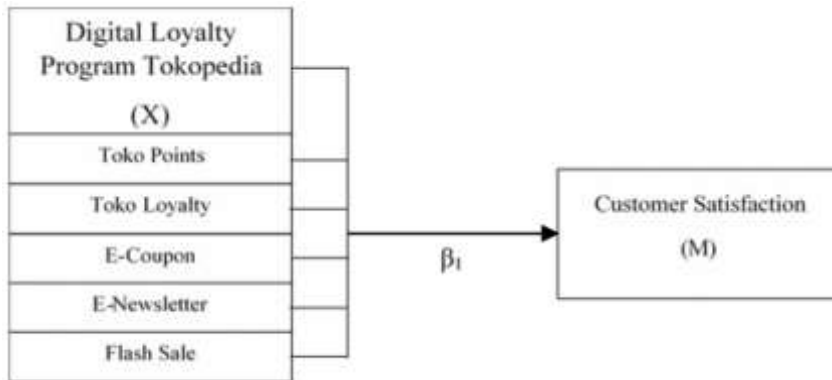 Digital Loyalty
Program Tokopedia
(X)
Toko Points
Toko Loyalty
E-Coupon
E-Newsletter
Flash Sale
β1
Customer Satisfaction
(M)